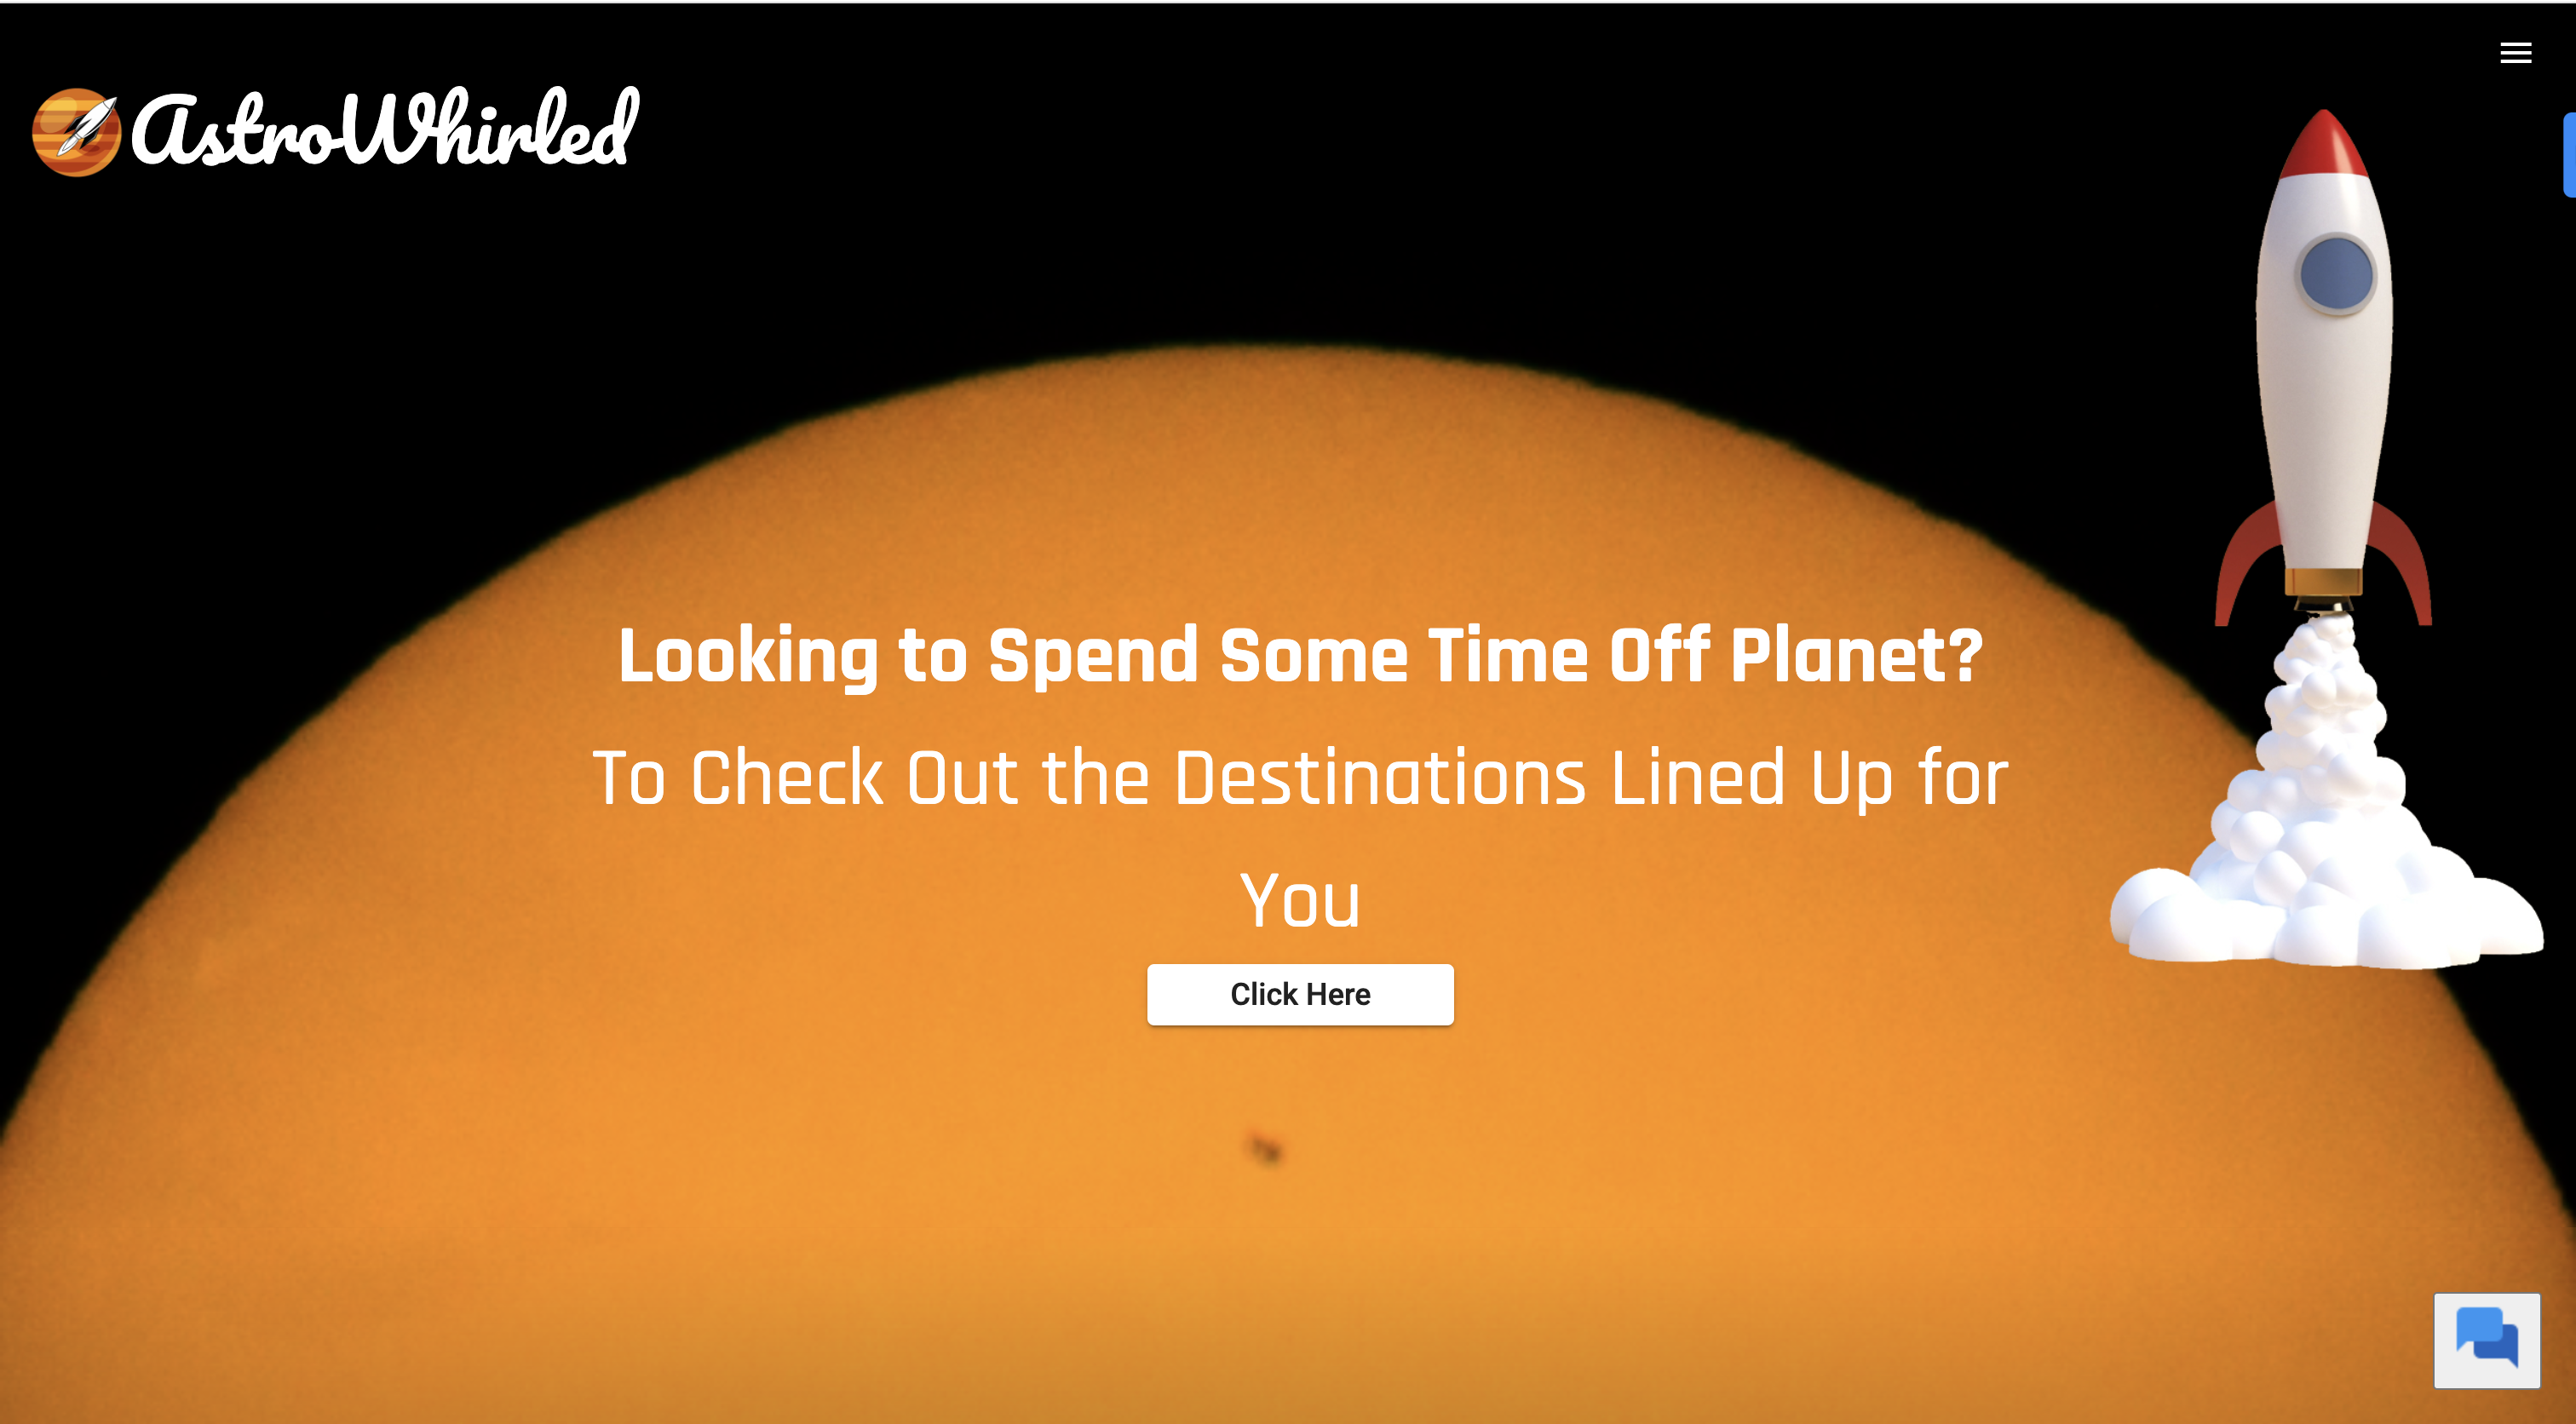 AstroWhirled
Looking to Spend Some Time Off Planet?
To Check Out the Destinations Lined Up for
You
Click Here